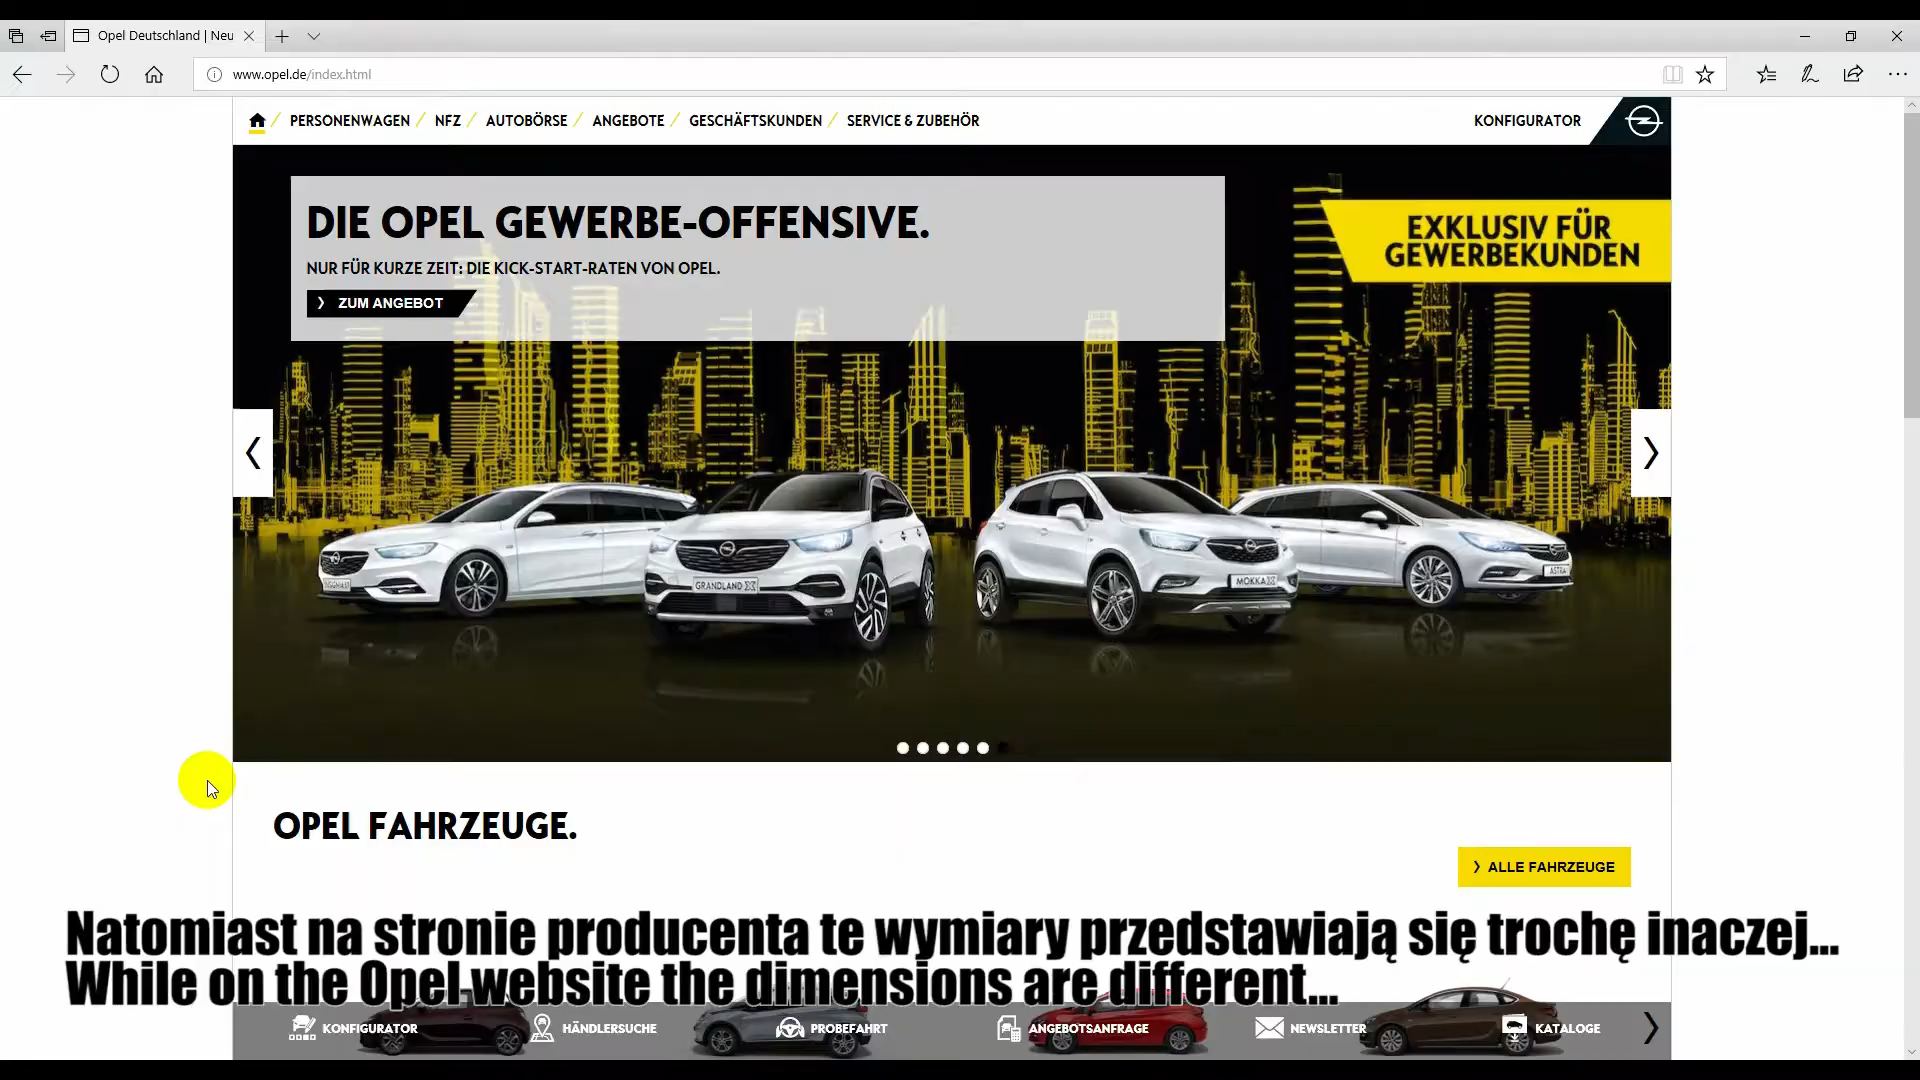 Opel Deutschland | Neu
www.opel.de/index.html
PERSONENWAGEN / NFZ / AUTOBÖRSE / ANGEBOTE / GESCHÄFTSKUNDEN / SERVICE & ZUBEHÖR
KONFIGURATOR
DIE OPEL GEWERBE-OFFENSIVE.
NUR FÜR KURZE ZEIT: DIE KICK-START-RATEN VON OPEL.
ZUM ANGEBOT
EXKLUSIV FÜR
GEWERBEKUNDEN
INSIGNIA
GRANDLAND X
MOKKA X
ASTRA
OPEL FAHRZEUGE.
ALLE FAHRZEUGE
Natomiast na stronie producenta te wymiary przedstawiają się trochę inaczej...
While on the Opel website the dimensions are different...
KONFIGURATOR
HÄNDLERSUCHE
PROBEFAHRT
ANGEBOTSANFRAGE
NEWSLETTER
KATALOGE